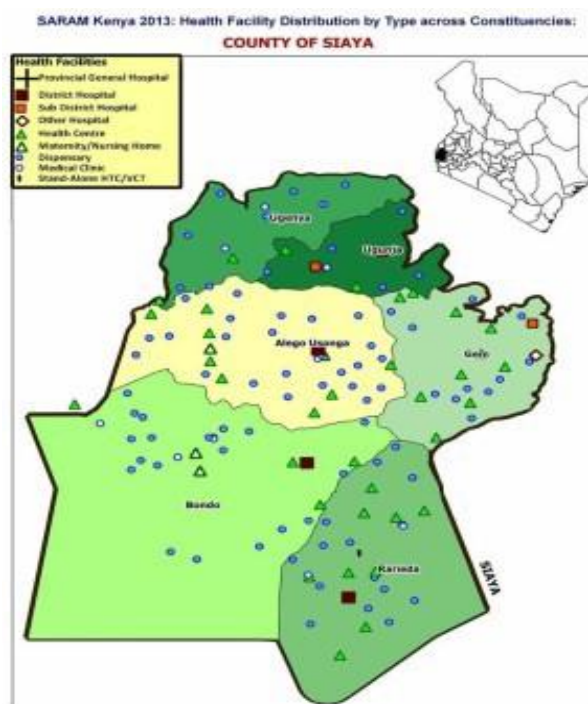 SARAM Kenya 2013: Health Facility Distribution by Type across Constituencies:
COUNTY OF SIAYA
Health Facilities
Provincial General Hospital
District Hospital
Sub District Hospital
Other Hospital
Health Centre
Maternity/Nursing Home
Dispensary
Medical Clinic
Stand-Alone HTC/VCT
Ugenya
Ugunja
Alego Usonga
Gem
Bondo
Rarieda
SIAYA